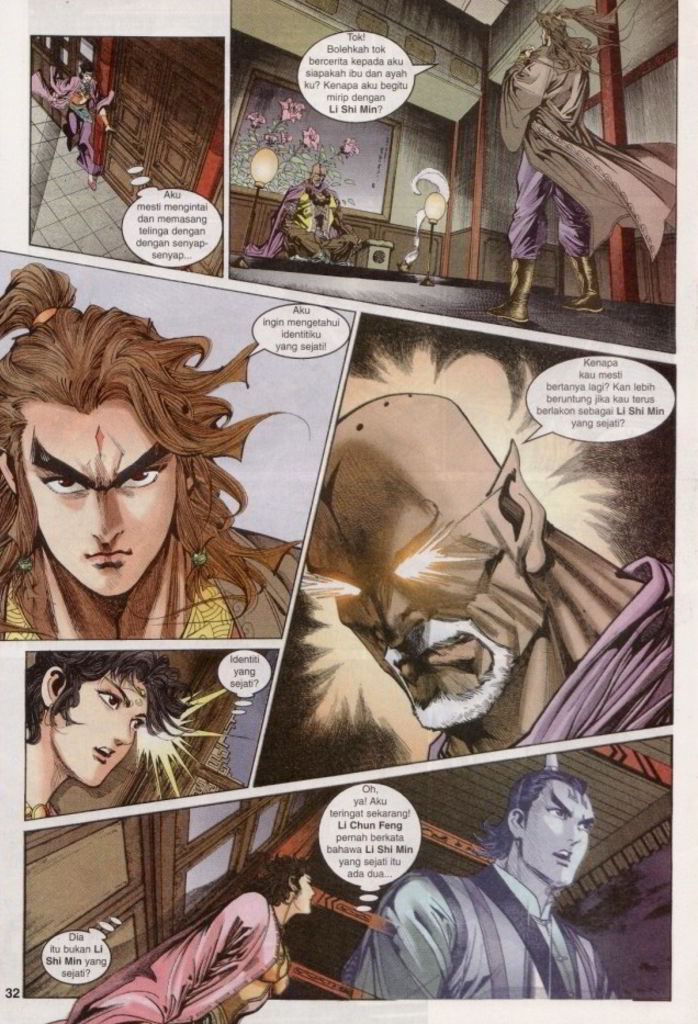 Aku
mesti mengintai
dan memasang
telinga dengan
dengan senyap-
senyap...
Tok!
Bolehkah tok
bercerita kepada aku
siapakah ibu dan ayah
ku? Kenapa aku begitu
mirip dengan
Li Shi Min?
Aku
ingin mengetahui
identitiku
yang sejati!
Kenapa
kau mesti
bertanya lagi? Kan lebih
beruntung jika kau terus
berlakon sebagai Li Shi Min
yang sejati?
Identiti
yang
sejati?
Oh,
ya! Aku
teringat sekarang!
Li Chun Feng
pernah berkata
bahawa Li Shi Min
yang sejati itu
ada dua...
Dia
itu bukan Li
Shi Min yang
sejati?
32